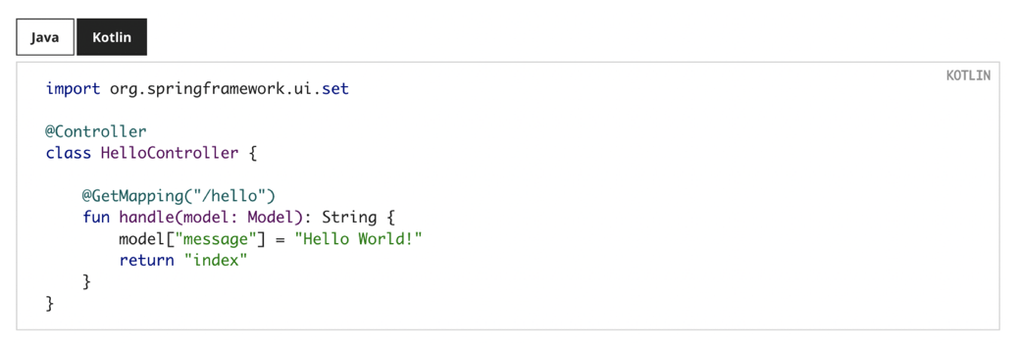 Java Kotlin
KOTLIN
import org.springframework.ui.set

@Controller
class HelloController {

    @GetMapping("/hello")
    fun handle(model: Model): String {
        model["message"] = "Hello World!"
        return "index"
    }
}